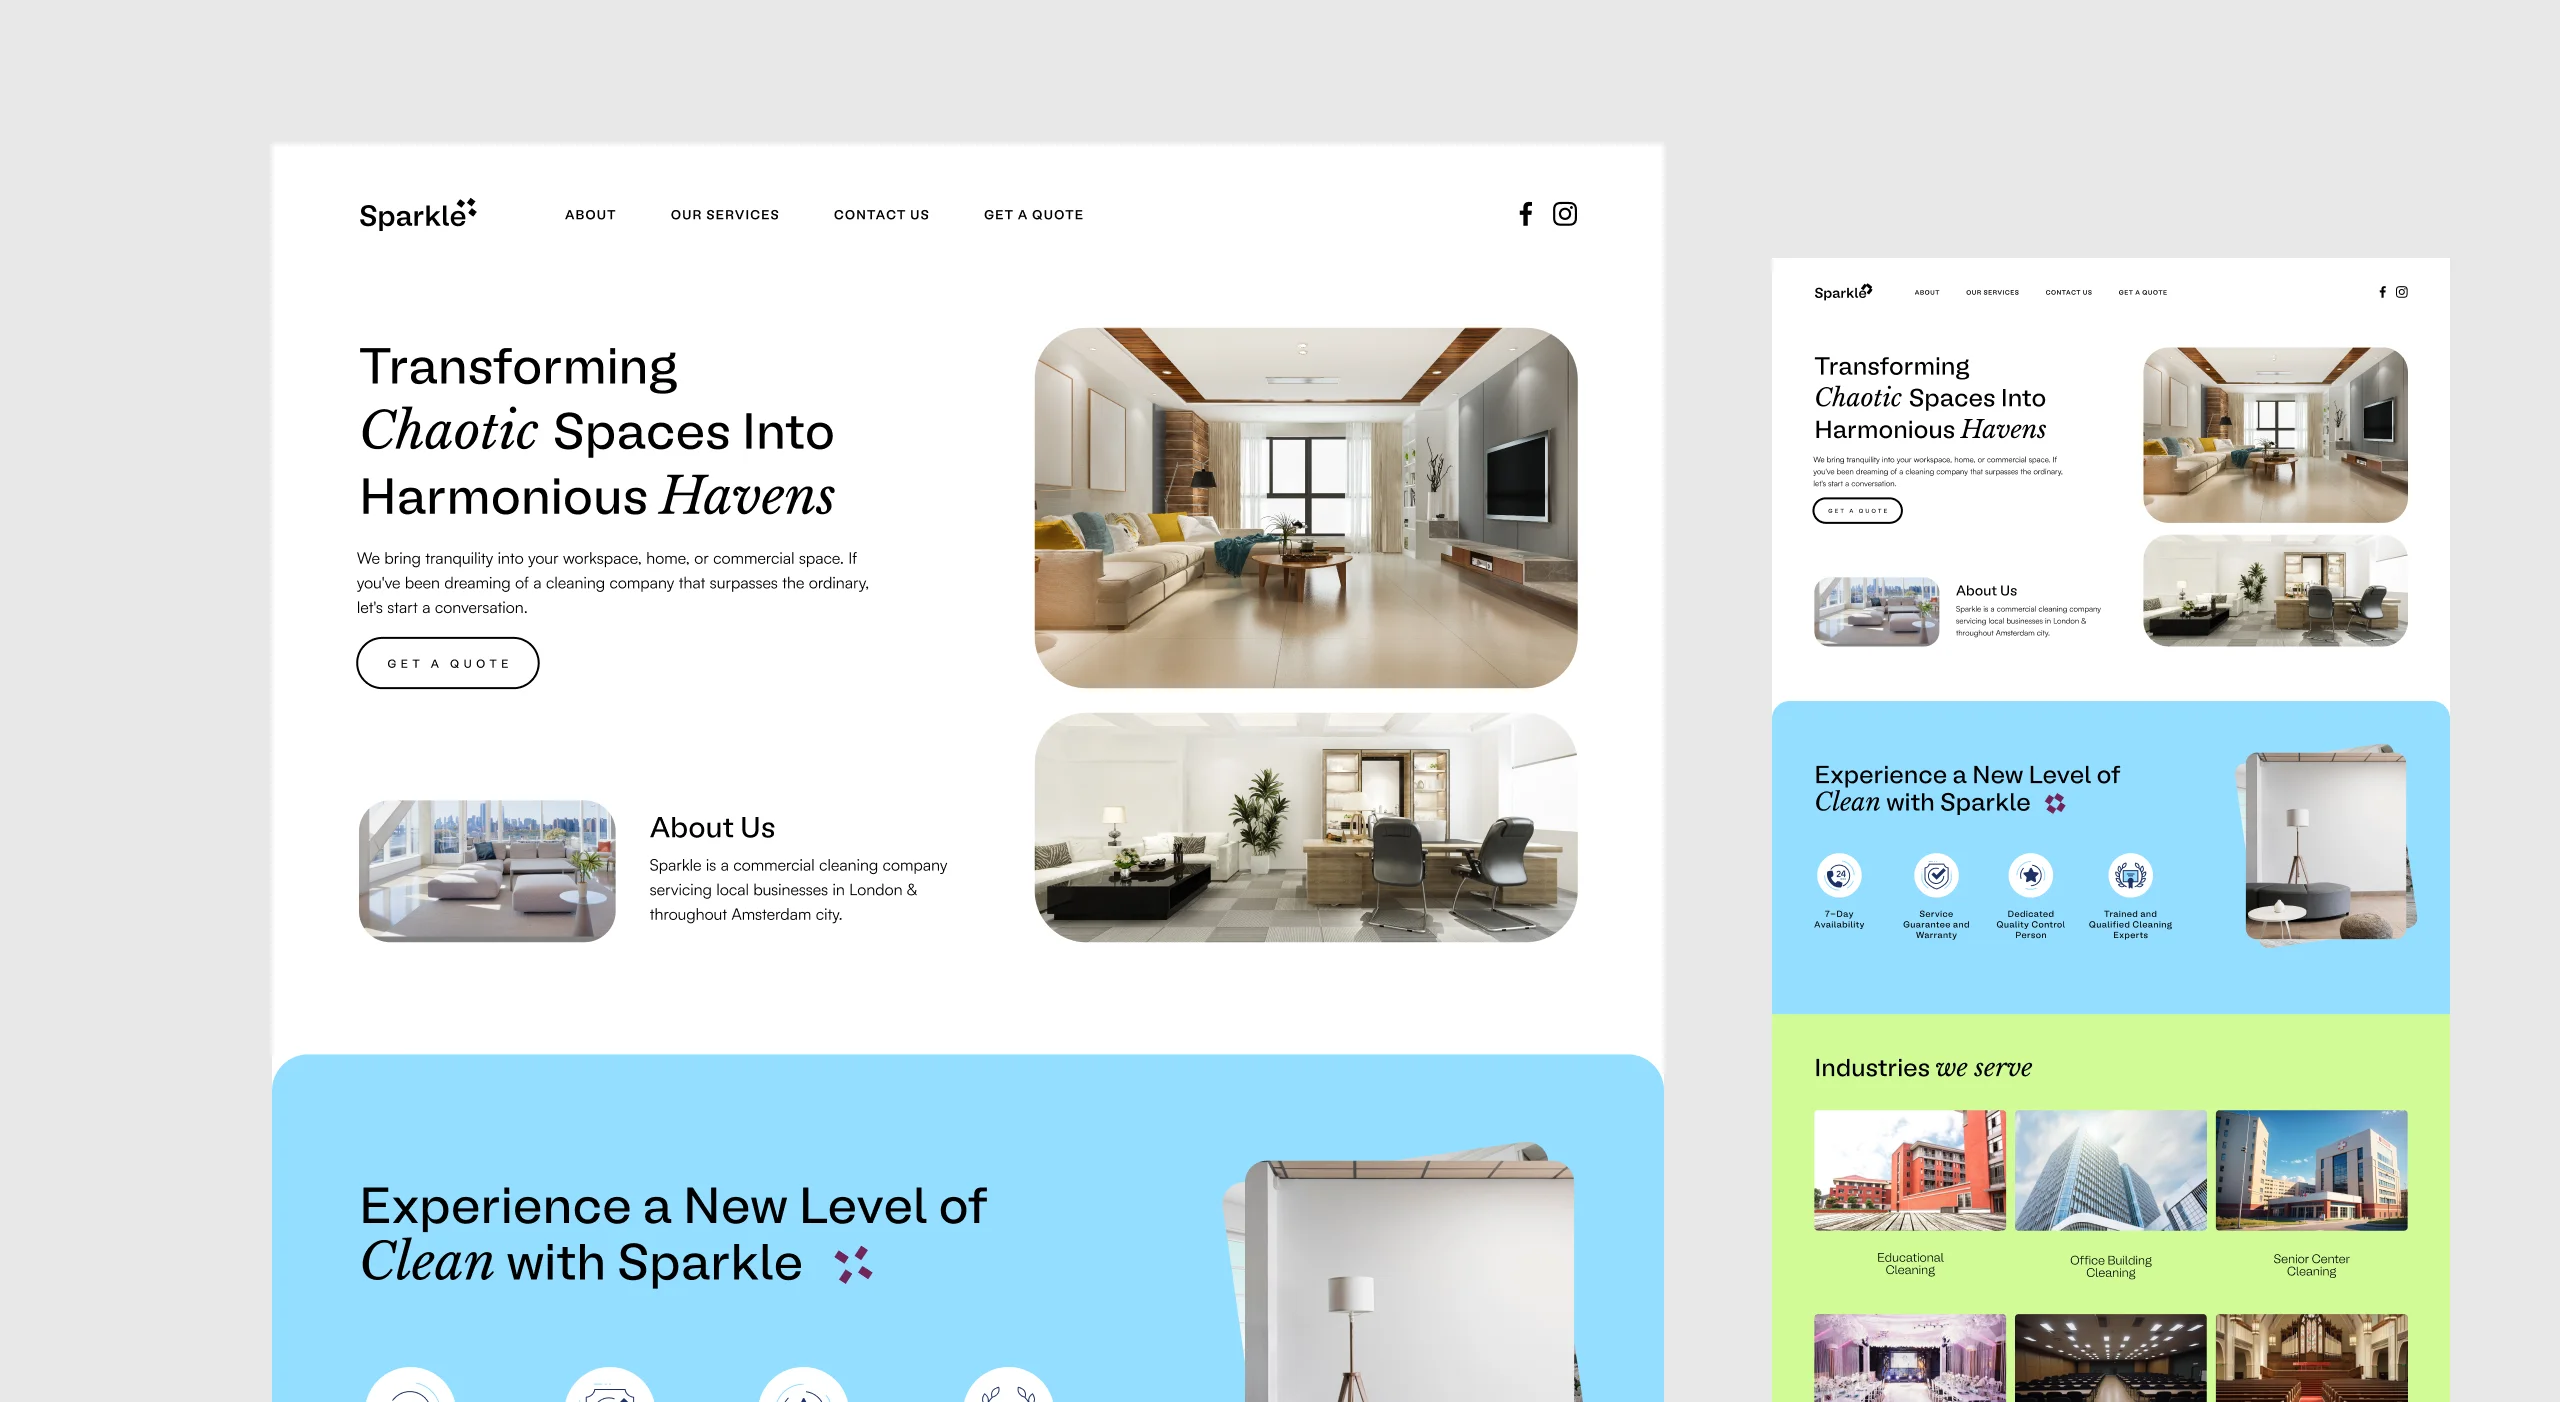 Sparkle
ABOUT
OUR SERVICES
CONTACT US
GET A QUOTE
Transforming
Chaotic Spaces Into
Harmonious Havens
We bring tranquility into your workspace, home, or commercial space. If
you've been dreaming of a cleaning company that surpasses the ordinary,
let's start a conversation.
GET A QUOTE
About Us
Sparkle is a commercial cleaning company
servicing local businesses in London &
throughout Amsterdam city.
Experience a New Level of
Clean with Sparkle
Sparkle
ABOUT
OUR SERVICES
CONTACT US
GET A QUOTE
Transforming
Chaotic Spaces Into
Harmonious Havens
We bring tranquility into your workspace, home, or commercial space. If
you've been dreaming of a cleaning company that surpasses the ordinary,
let's start a conversation.
GET A QUOTE
About Us
Sparkle is a commercial cleaning company
servicing local businesses in London &
throughout Amsterdam city.
Experience a New Level of
Clean with Sparkle
24
7-Day
Availability
Service
Guarantee and
Warranty
Dedicated
Quality Control
Person
Trained and
Qualified Cleaning
Experts
Industries we serve
Educational
Cleaning
Office Building
Cleaning
Senior Center
Cleaning